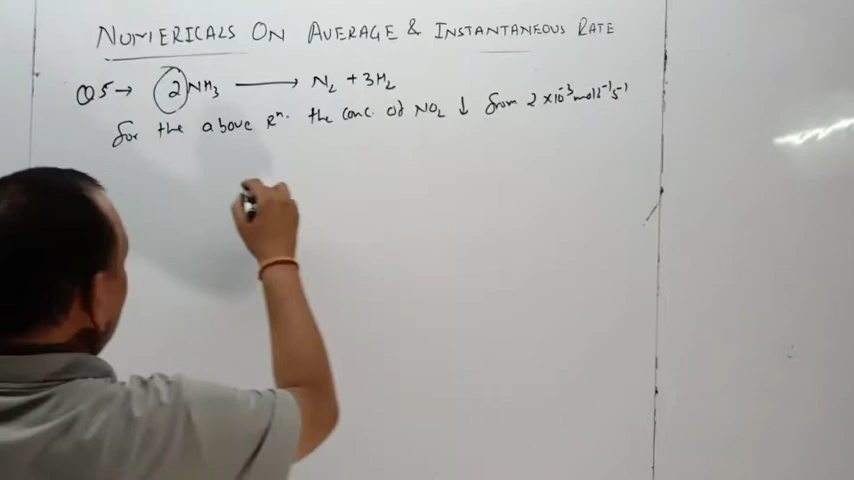 NUMERICALS ON AVERAGE & INSTANTANEOUS RATE
Q5→ 2NH₃ ⟶ N₂ + 3H₂
for the above Rⁿ. the conc. of NO₂ ↓ from 2 ×10⁻³ mol L⁻¹ s⁻¹